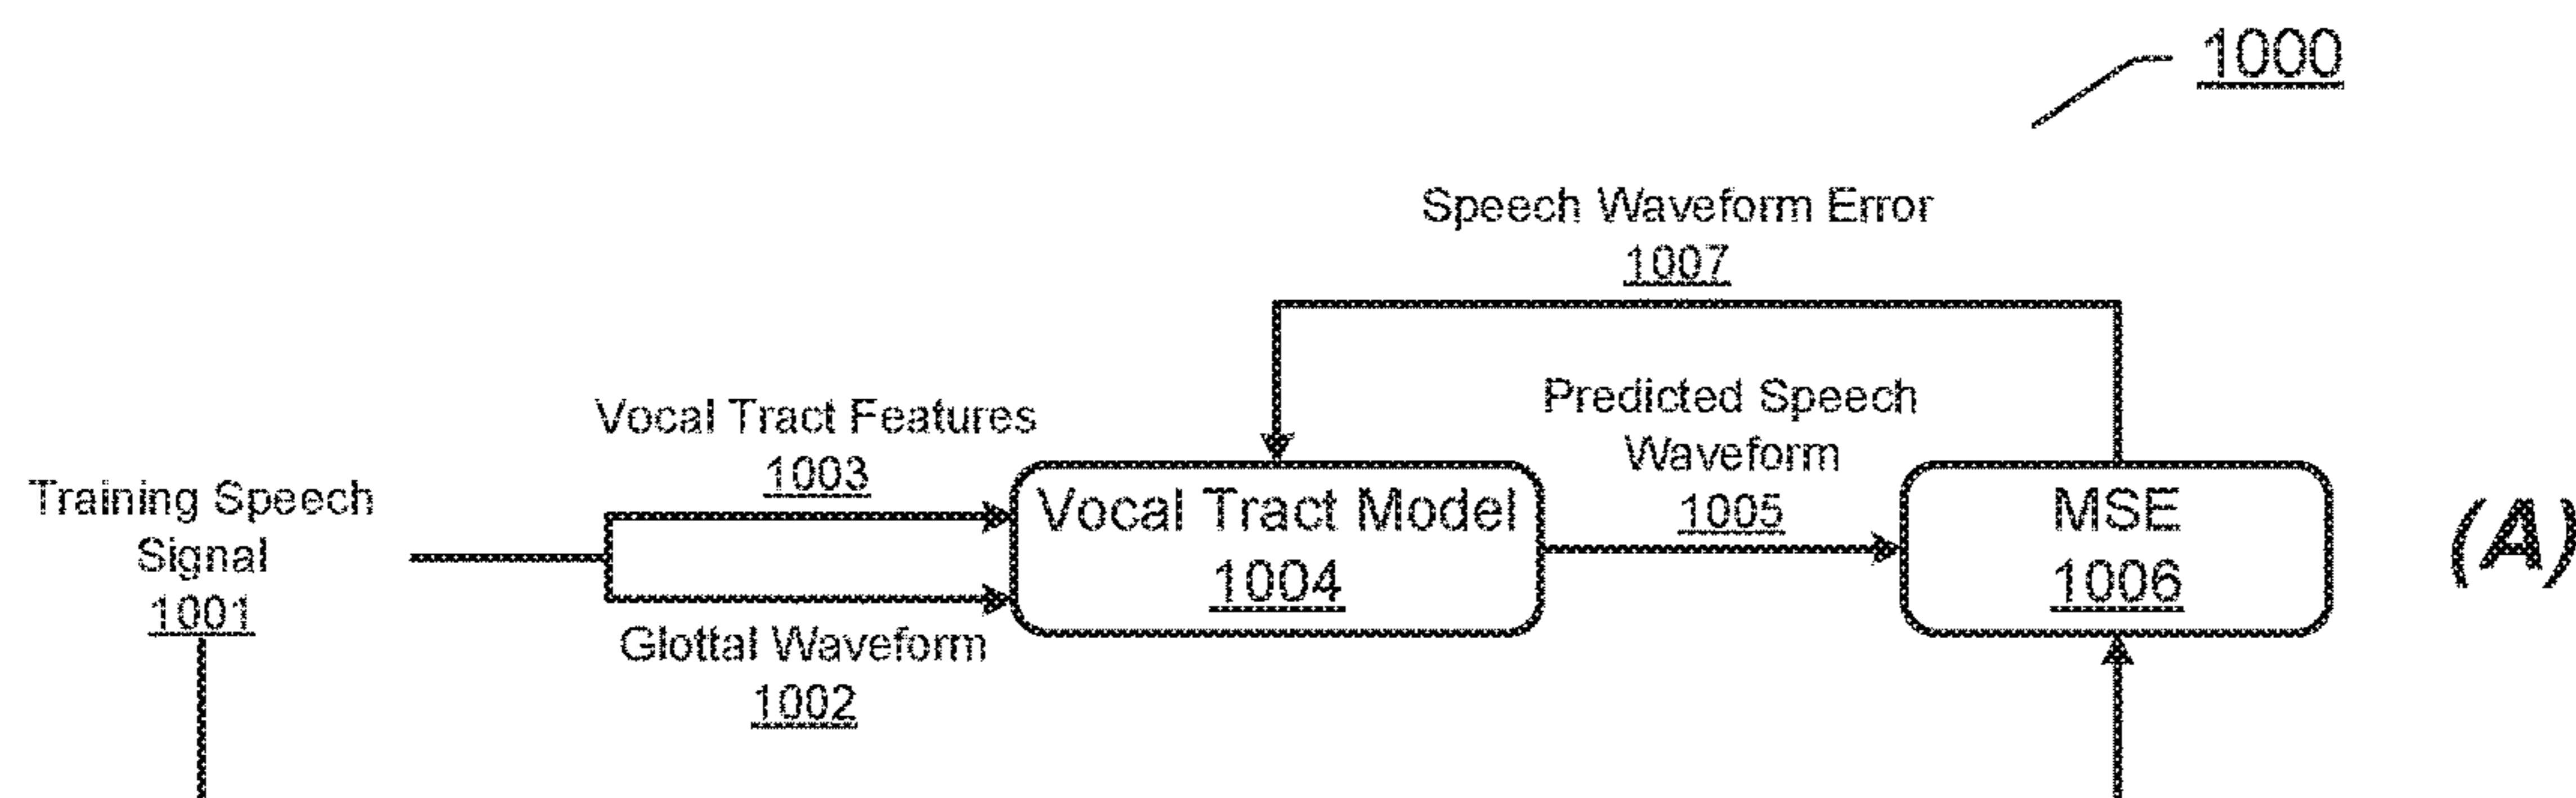 1000
Speech Waveform Error
1007
Vocal Tract Features
1003
Predicted Speech
Waveform
1005
Training Speech
Signal
1001
Vocal Tract Model
1004
MSE
1006
(A)
Glottal Waveform
1002